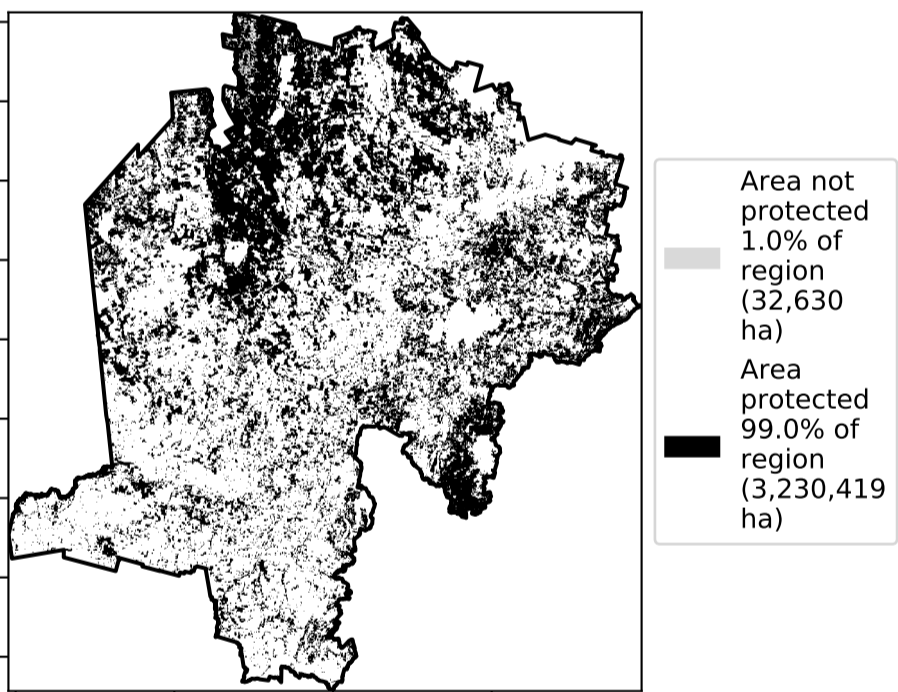 Area not
protected
1.0% of
region
(32,630
ha)
Area
protected
99.0% of
region
(3,230,419
ha)